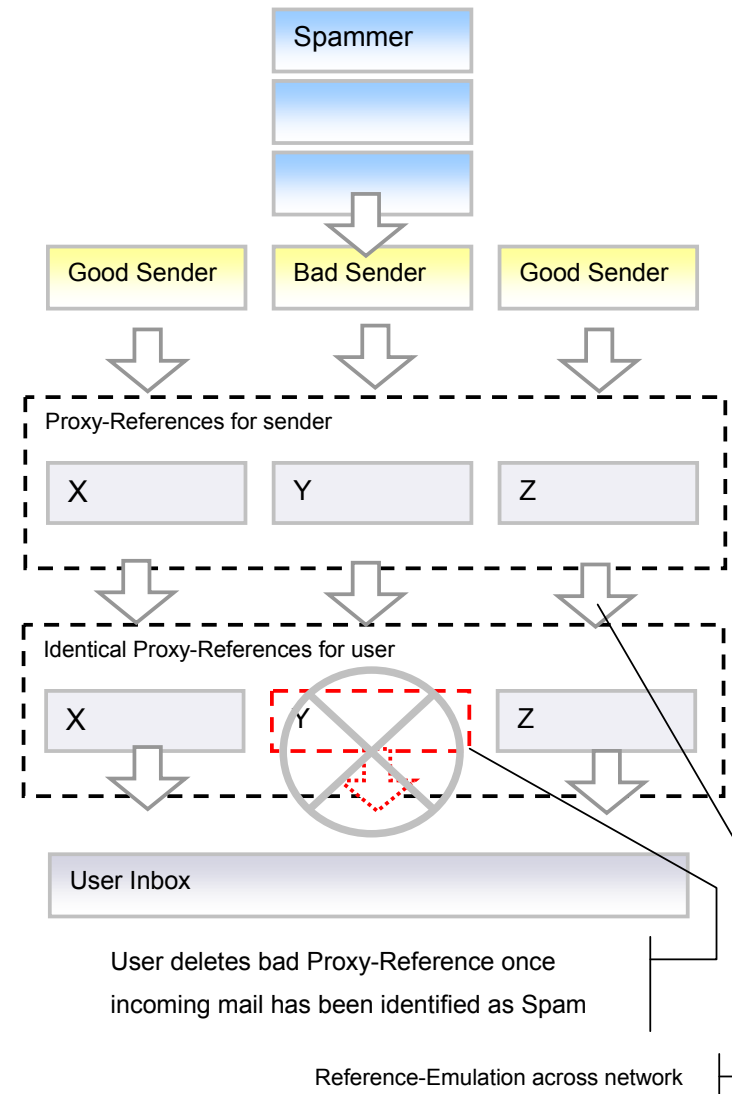 Spammer
Good Sender
Bad Sender
Good Sender
Proxy-References for sender
X
Y
Z
Identical Proxy-References for user
X
Y
Z
User Inbox
User deletes bad Proxy-Reference once
incoming mail has been identified as Spam
Reference-Emulation across network